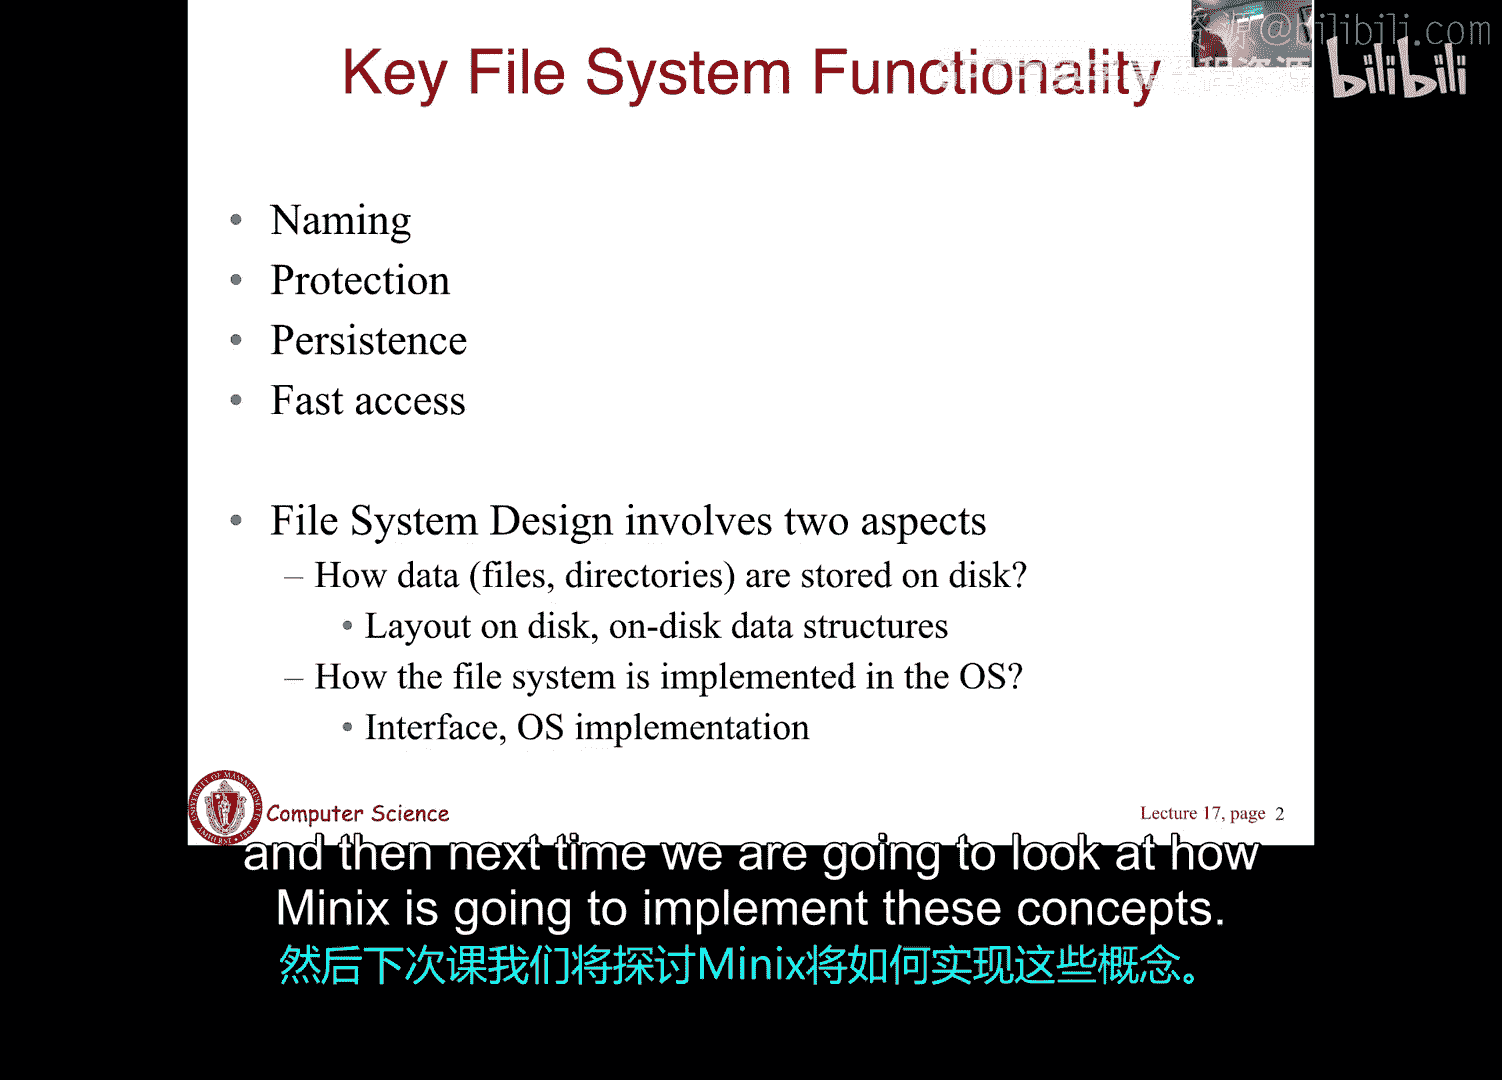 Key File System Functionality
bilibili
• Naming
• Protection
• Persistence
• Fast access
• File System Design involves two aspects
– How data (files, directories) are stored on disk?
• Layout on disk, on-disk data structures
– How the file system is implemented in the OS?
• Interface, OS implementation
Computer Science
Lecture 17, page 2
and then next time we are going to look at how
Minix is going to implement these concepts.
然后下次课我们将探讨Minix将如何实现这些概念。